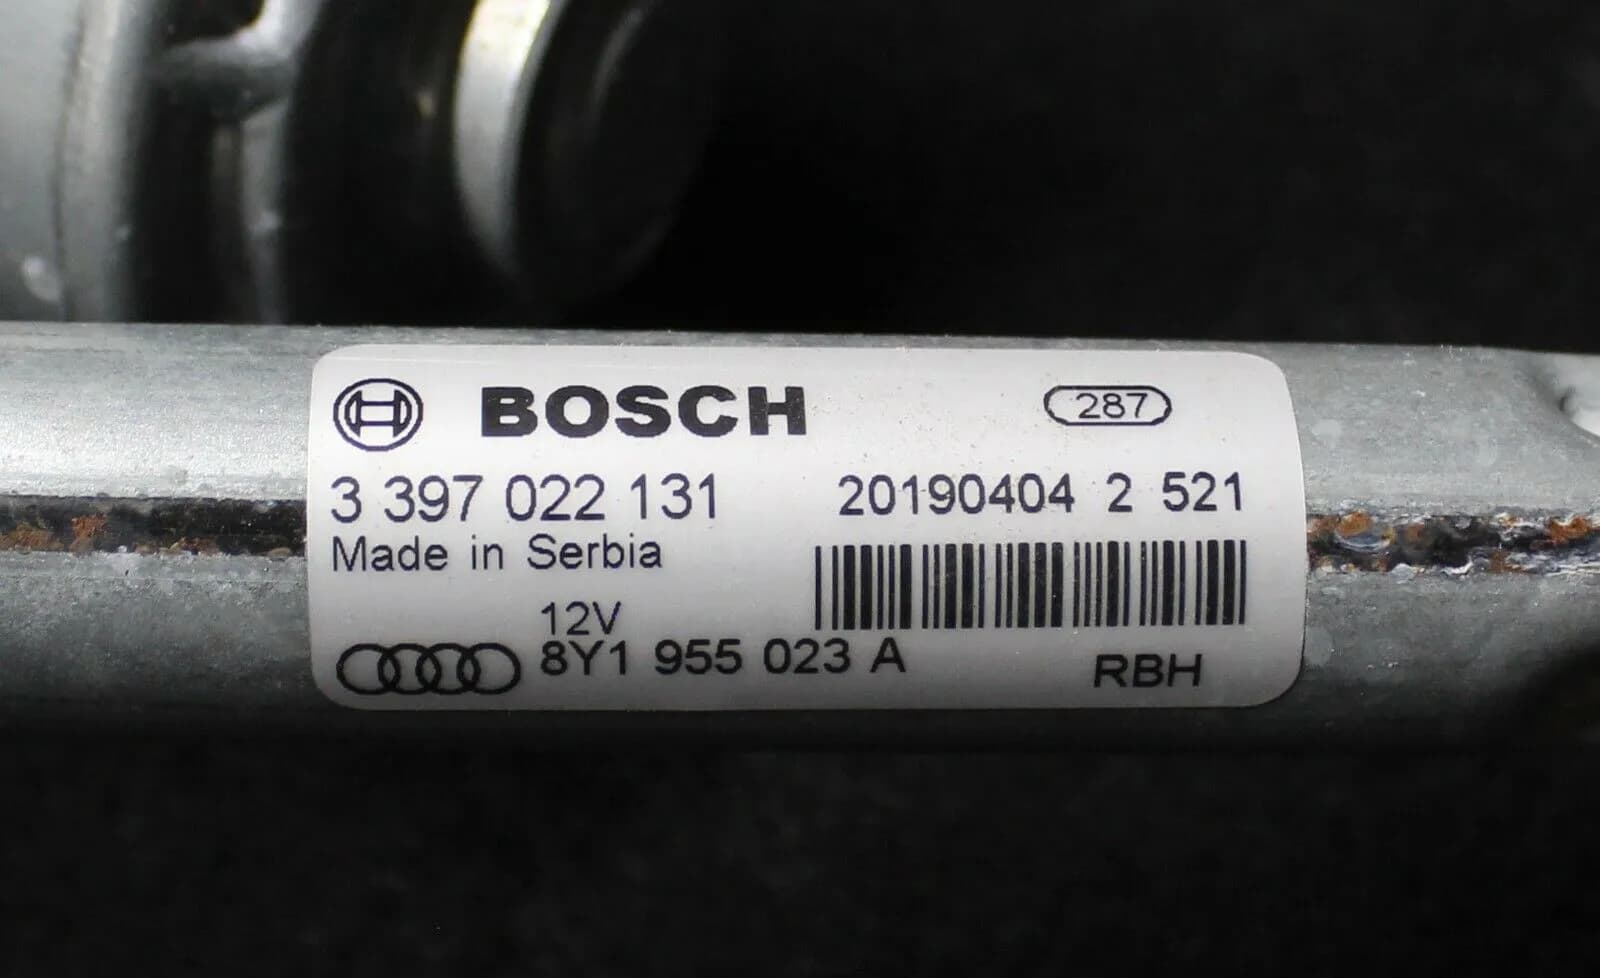 BOSCH 287
3 397 022 131 20190404 2 521
Made in Serbia
12V
8Y1 955 023 A RBH